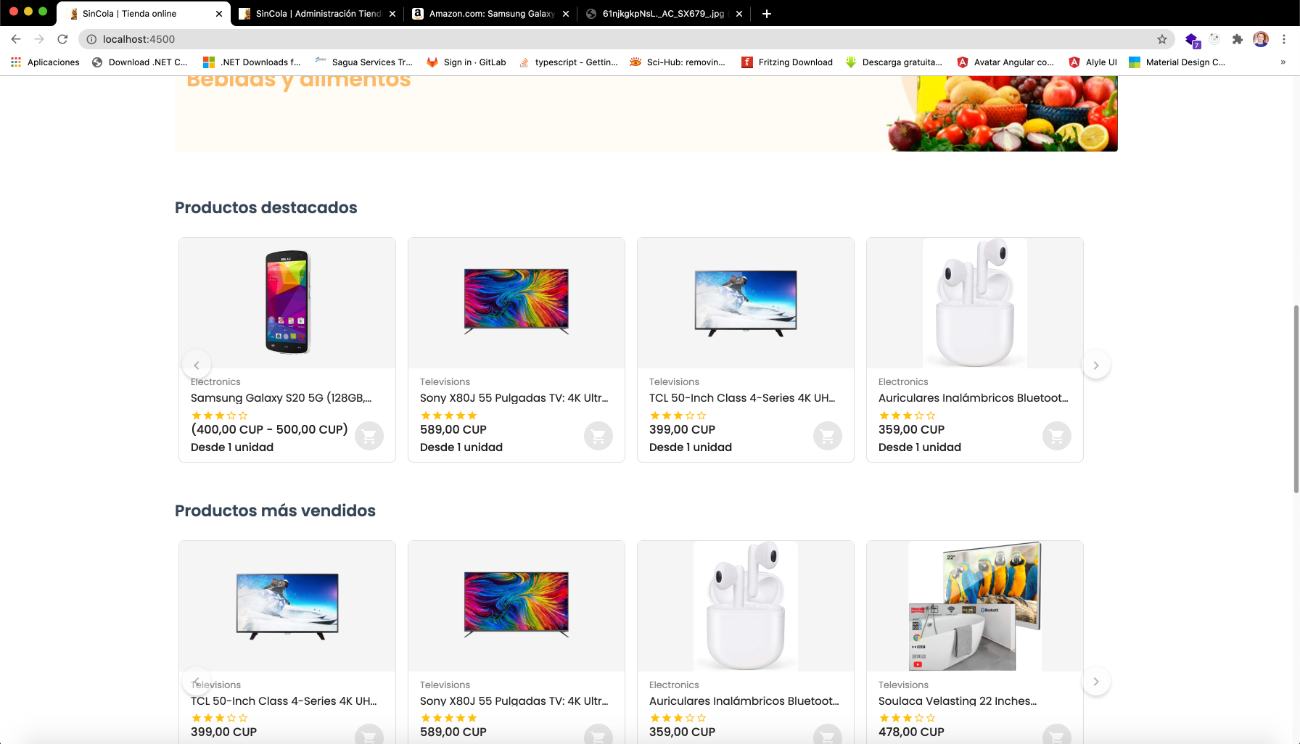 SinCola | Tienda online
SinCola | Administración Tiend
Amazon.com: Samsung Galaxy
61njkgkpNsL._AC_SX679_.jpg
localhost:4500
Aplicaciones
Download .NET C...
.NET Downloads f...
Sagua Services Tr...
Sign in · GitLab
typescript - Gettin...
Sci-Hub: removin...
Fritzing Download
Descarga gratuita...
Avatar Angular co...
Alyle UI
Material Design C...
»
Bebidas y alimentos
Productos destacados
Electronics
Samsung Galaxy S20 5G (128GB,...
(400,00 CUP - 500,00 CUP)
Desde 1 unidad
Televisions
Sony X80J 55 Pulgadas TV: 4K Ultr...
589,00 CUP
Desde 1 unidad
Televisions
TCL 50-Inch Class 4-Series 4K UH...
399,00 CUP
Desde 1 unidad
Electronics
Auriculares Inalámbricos Bluetoot...
359,00 CUP
Desde 1 unidad
Productos más vendidos
Televisions
TCL 50-Inch Class 4-Series 4K UH...
399,00 CUP
Televisions
Sony X80J 55 Pulgadas TV: 4K Ultr...
589,00 CUP
Electronics
Auriculares Inalámbricos Bluetoot...
359,00 CUP
22"
Bluetooth
Televisions
Soulaca Velasting 22 Inches...
478,00 CUP